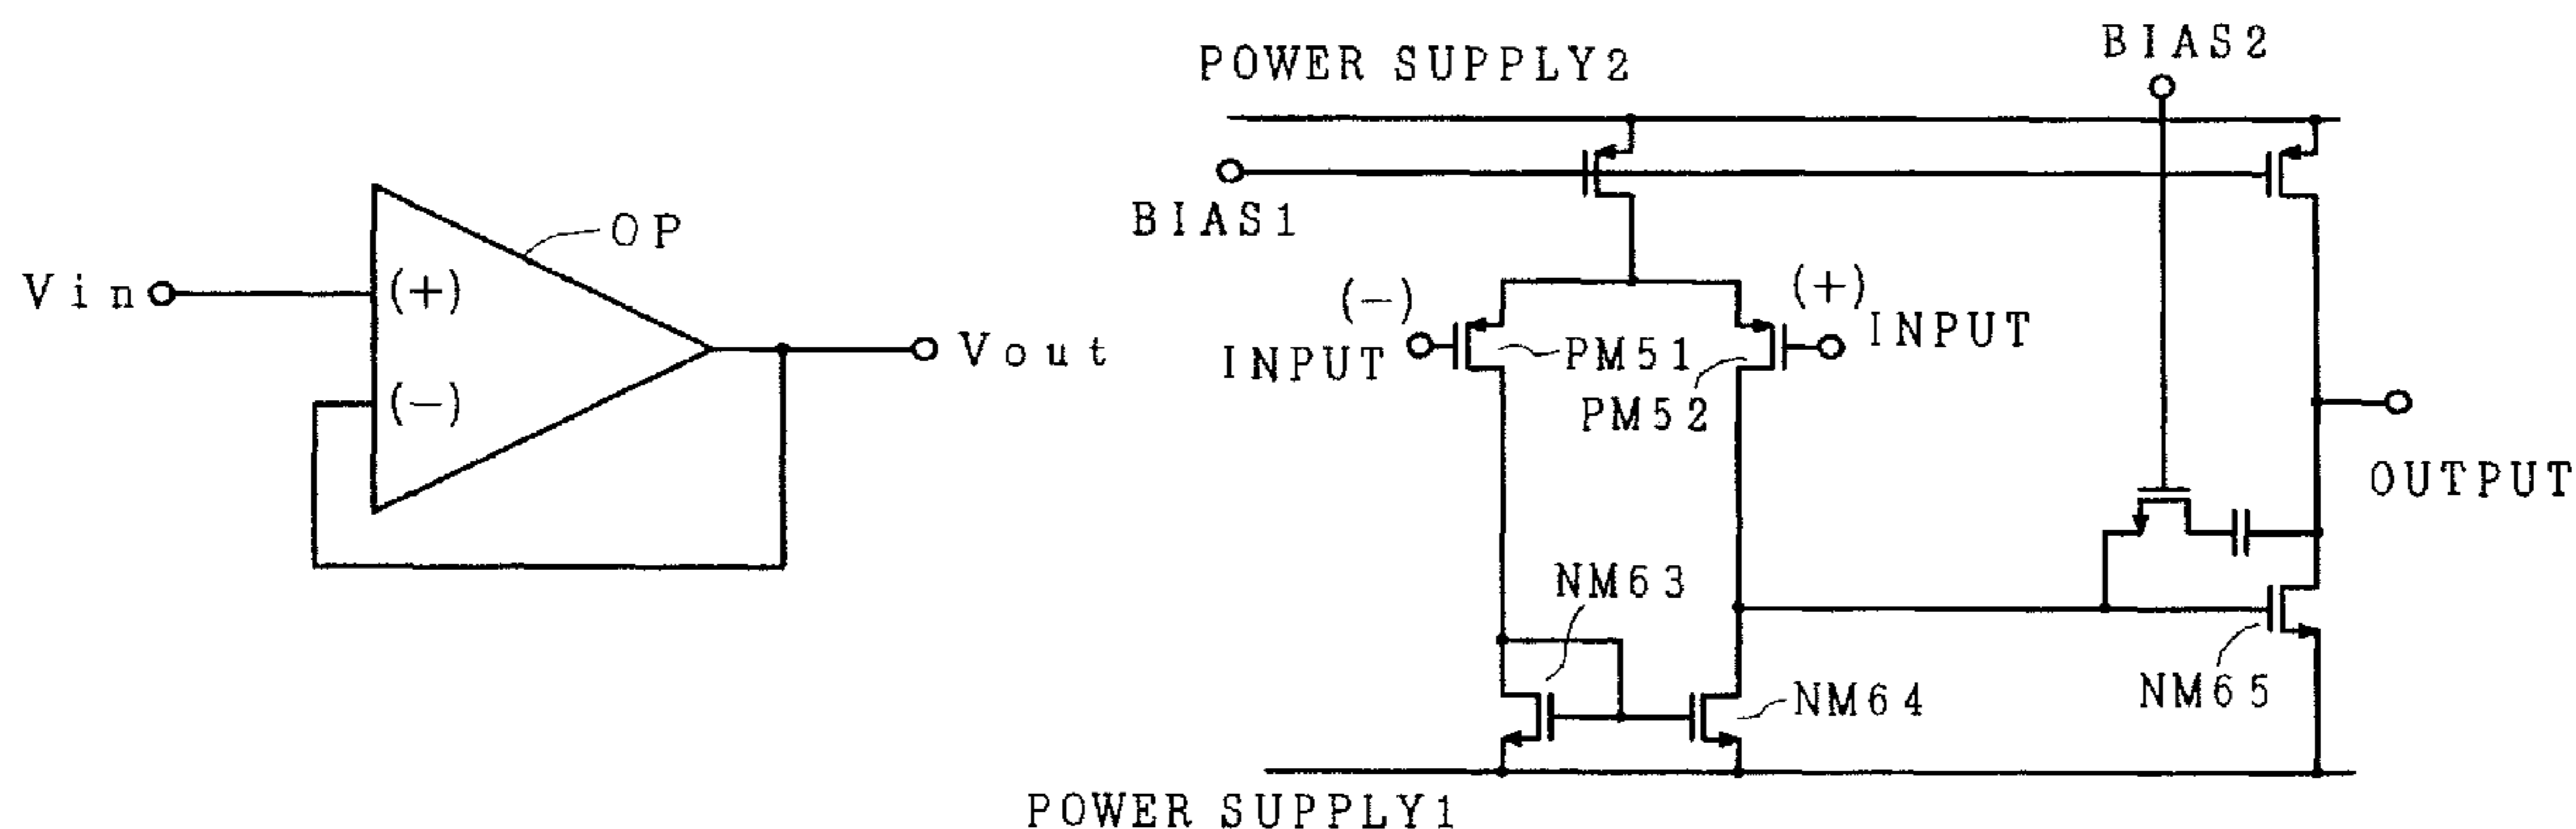 Vin
(+)
(-)
OP
Vout
POWER SUPPLY2
BIAS2
BIAS1
(-)
INPUT
PM51
(+)
INPUT
PM52
OUTPUT
NM63
NM64
NM65
POWER SUPPLY1